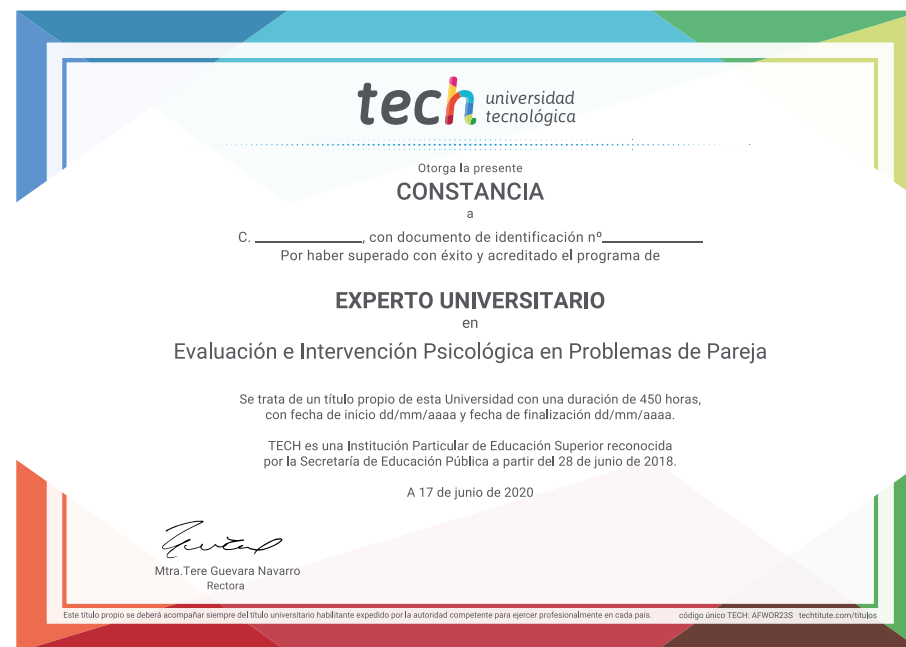 tech universidad
tecnológica
Otorga la presente
CONSTANCIA
a
C. ______________, con documento de identificación nº______________
Por haber superado con éxito y acreditado el programa de
EXPERTO UNIVERSITARIO
en
Evaluación e Intervención Psicológica en Problemas de Pareja
Se trata de un título propio de esta Universidad con una duración de 450 horas,
con fecha de inicio dd/mm/aaaa y fecha de finalización dd/mm/aaaa.
TECH es una Institución Particular de Educación Superior reconocida
por la Secretaría de Educación Pública a partir del 28 de junio de 2018.
A 17 de junio de 2020
Mtra.Tere Guevara Navarro
Rectora
Este título propio se deberá acompañar siempre del título universitario habilitante expedido por la autoridad competente para ejercer profesionalmente en cada país. código único TECH: AFWOR23S techtitute.com/titulos